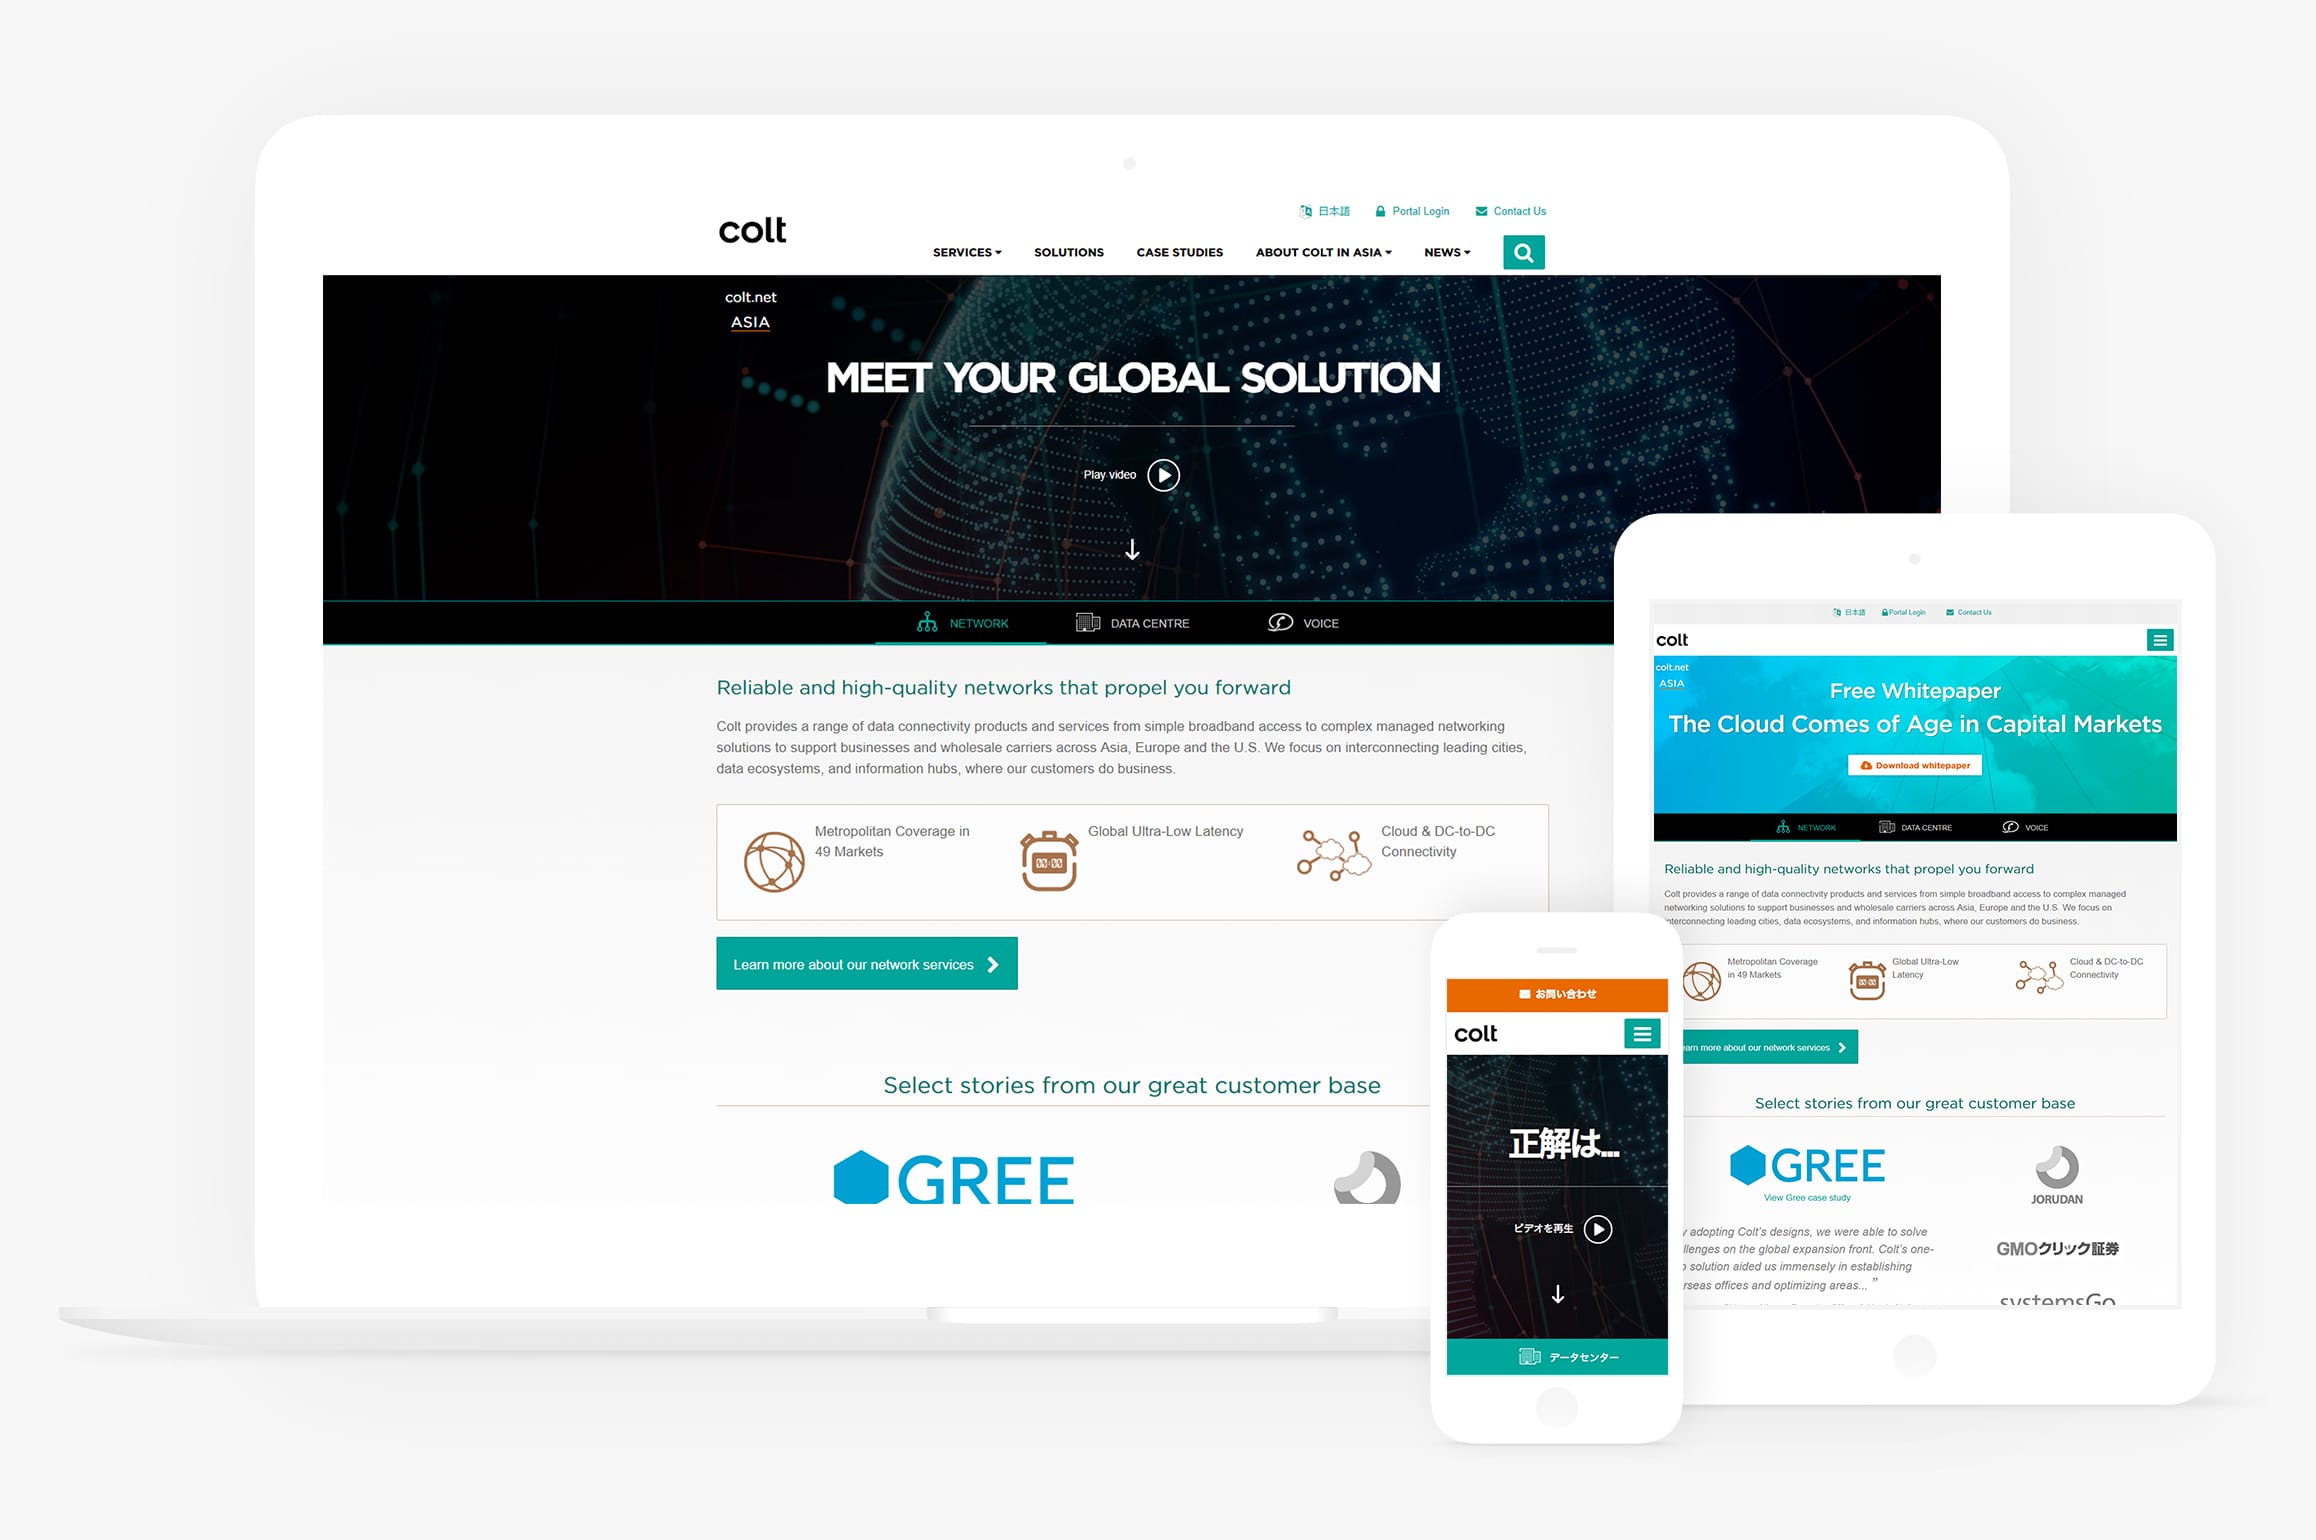 日本語
Portal Login
Contact Us
colt
SERVICES
SOLUTIONS
CASE STUDIES
ABOUT COLT IN ASIA
NEWS
colt.net
ASIA
MEET YOUR GLOBAL SOLUTION
Play video
NETWORK
DATA CENTRE
VOICE
Reliable and high-quality networks that propel you forward
Colt provides a range of data connectivity products and services from simple broadband access to complex managed networking
solutions to support businesses and wholesale carriers across Asia, Europe and the U.S. We focus on interconnecting leading cities,
data ecosystems, and information hubs, where our customers do business.
Metropolitan Coverage in
49 Markets
00:00
Global Ultra-Low Latency
Cloud & DC-to-DC
Connectivity
Learn more about our network services
Select stories from our great customer base
GREE
お問い合わせ
colt
正解は...
ビデオを再生
データセンター
日本語
Portal Login
Contact Us
colt
colt.net
ASIA
Free Whitepaper
The Cloud Comes of Age in Capital Markets
Download whitepaper
NETWORK
DATA CENTRE
VOICE
Reliable and high-quality networks that propel you forward
Colt provides a range of data connectivity products and services from simple broadband access to complex managed
networking solutions to support businesses and wholesale carriers across Asia, Europe and the U.S. We focus on
interconnecting leading cities, data ecosystems, and information hubs, where our customers do business.
Metropolitan Coverage
in 49 Markets
00:00
Global Ultra-Low
Latency
Cloud & DC-to-DC
Connectivity
more about our network services
Select stories from our great customer base
GREE
View Gree case study
JORUDAN
adopting Colt's designs, we were able to solve
on the global expansion front. Colt's one-
solution aided us immensely in establishing
offices and optimizing areas... ”
GMOクリック証券
systemsGo